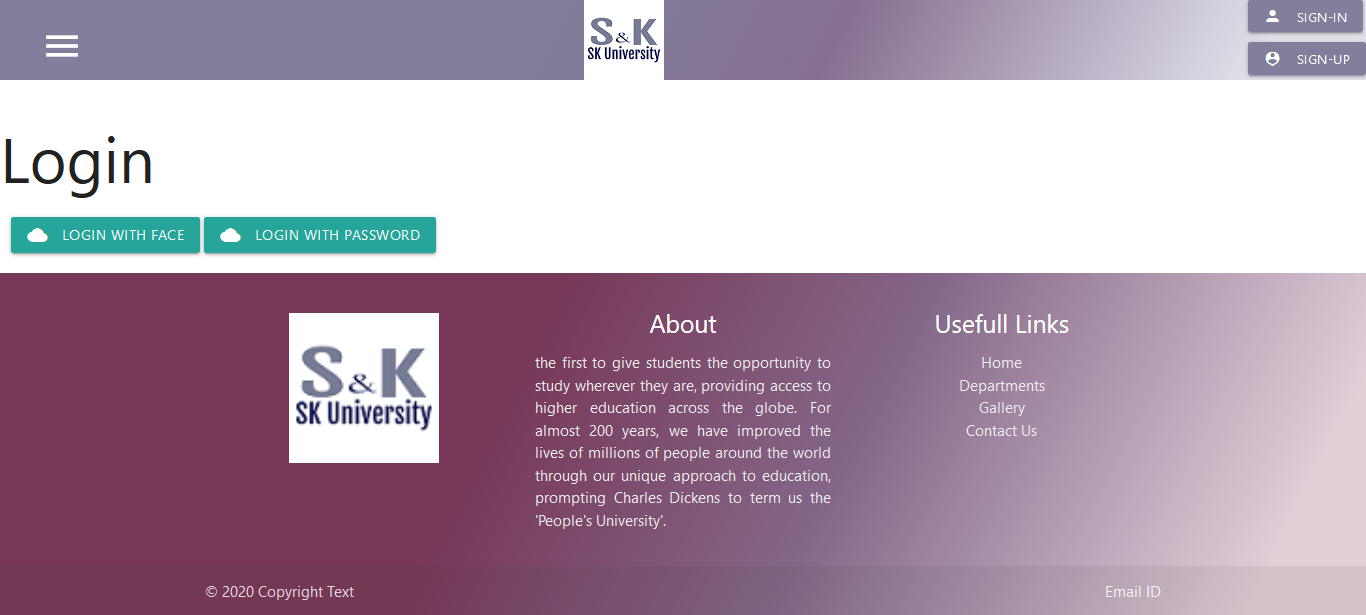 S&K
SK University
SIGN-IN
SIGN-UP
Login
LOGIN WITH FACE
LOGIN WITH PASSWORD
S&K
SK University
About
the first to give students the opportunity to
study wherever they are, providing access to
higher education across the globe. For
almost 200 years, we have improved the
lives of millions of people around the world
through our unique approach to education,
prompting Charles Dickens to term us the
'People's University'.
Usefull Links
Home
Departments
Gallery
Contact Us
© 2020 Copyright Text
Email ID